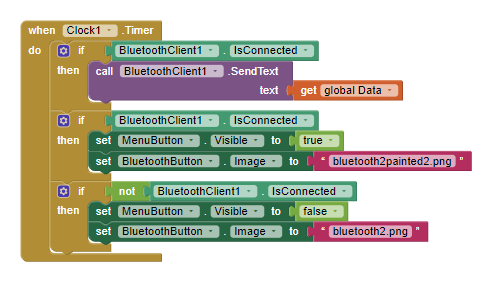 when Clock1 .Timer
do if BluetoothClient1 . IsConnected
then call BluetoothClient1 .SendText
text get global Data
if BluetoothClient1 . IsConnected
then set MenuButton . Visible to true
set BluetoothButton . Image to " bluetooth2painted2.png "
if not BluetoothClient1 . IsConnected
then set MenuButton . Visible to false
set BluetoothButton . Image to " bluetooth2.png "